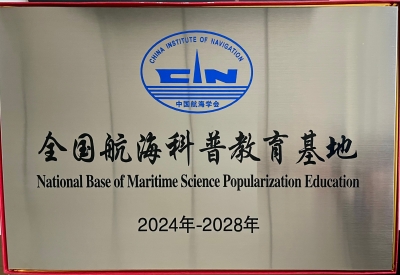 CHINA INSTITUTE OF NAVIGATION
CIN
中国航海学会
全国航海科普教育基地
National Base of Maritime Science Popularization Education
2024年-2028年